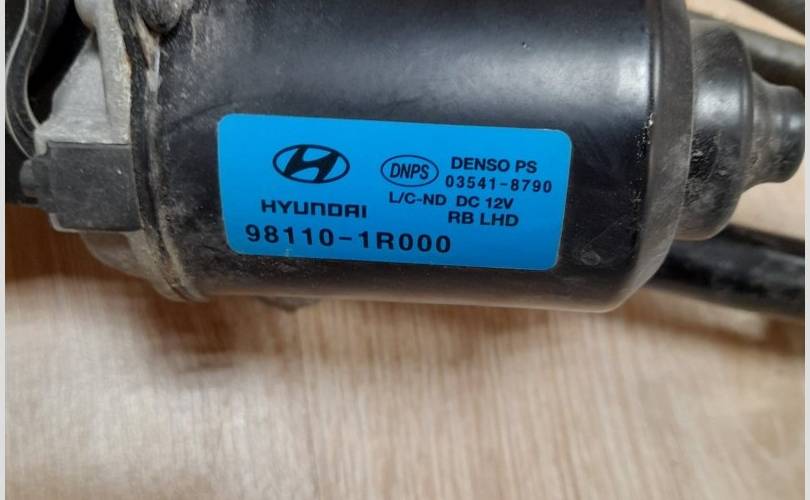 DNPS DENSO PS
03541-8790
HYUNDAI L/C-ND DC 12V
RB LHD
98110-1R000